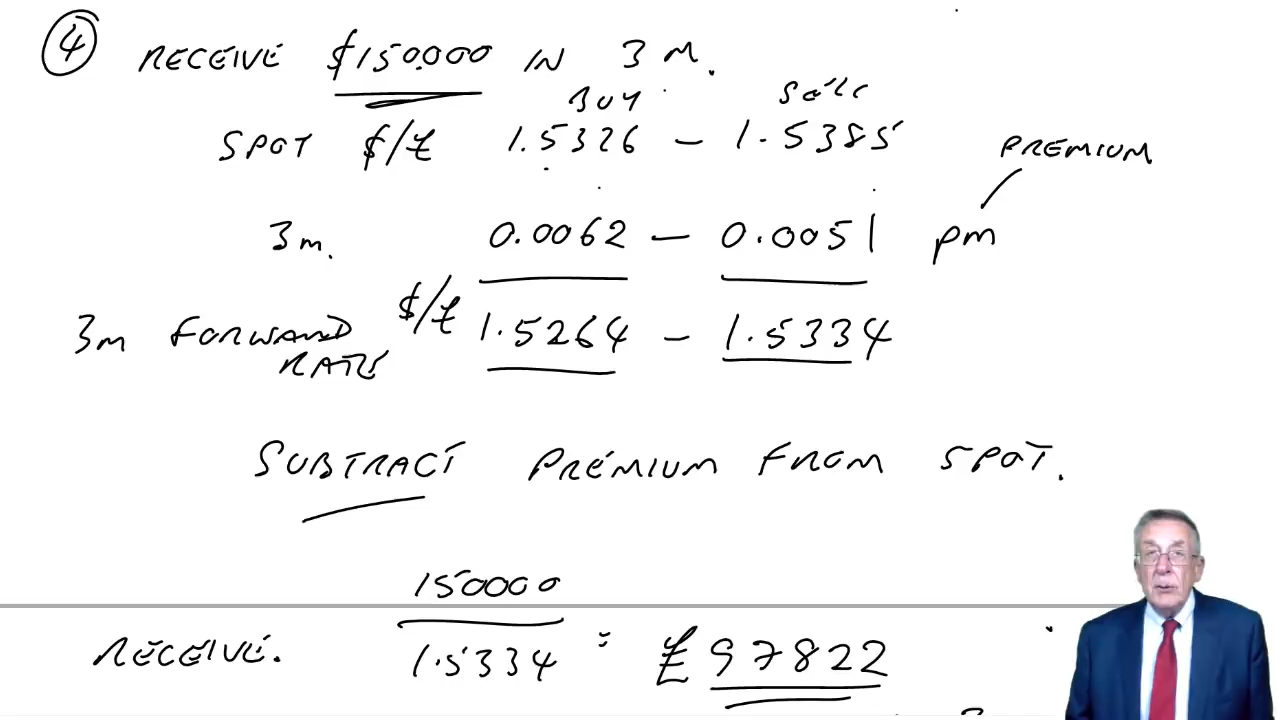 4 RECEIVE $150000 IN 3 M.
BUY SELL
SPOT $/£ 1.5326 - 1.5385
PREMIUM
3m. 0.0062 - 0.0051 pm
3m FORWARD RATE $/£ 1.5264 - 1.5334
SUBTRACT PREMIUM FROM SPOT.
150000
RECEIVE. 1.5334 = £97822